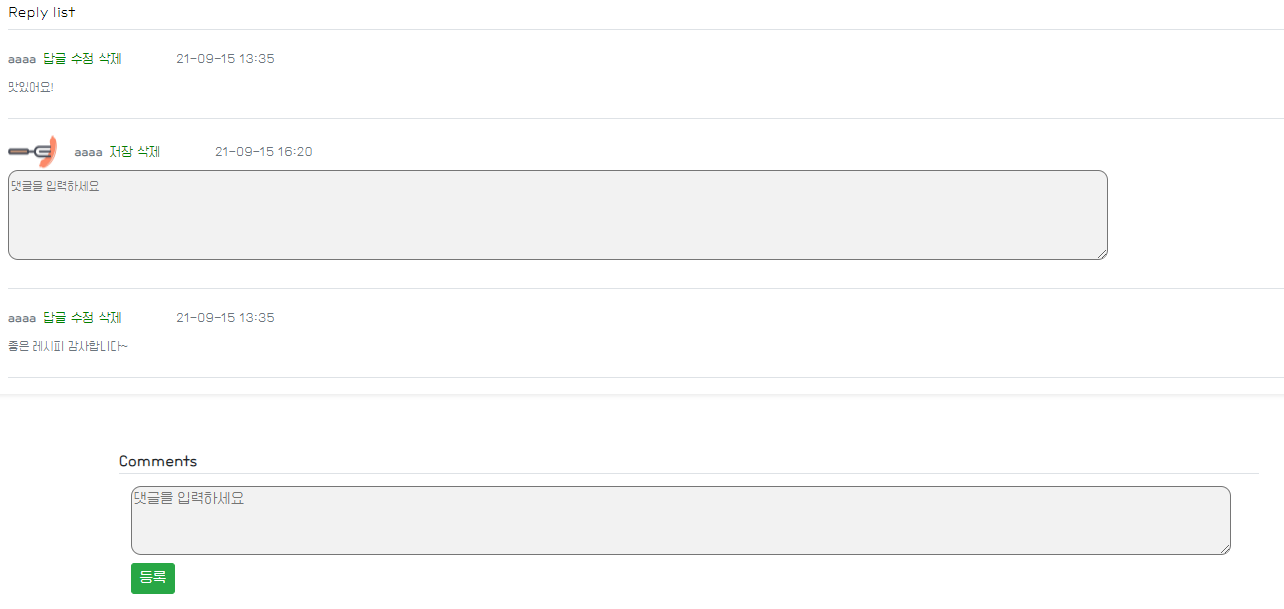 Reply list
aaaa 답글 수정 삭제 21-09-15 13:35
맛있어요!
aaaa 저장 삭제 21-09-15 16:20
댓글을 입력하세요
aaaa 답글 수정 삭제 21-09-15 13:35
좋은 레시피 감사합니다~
Comments
댓글을 입력하세요
등록